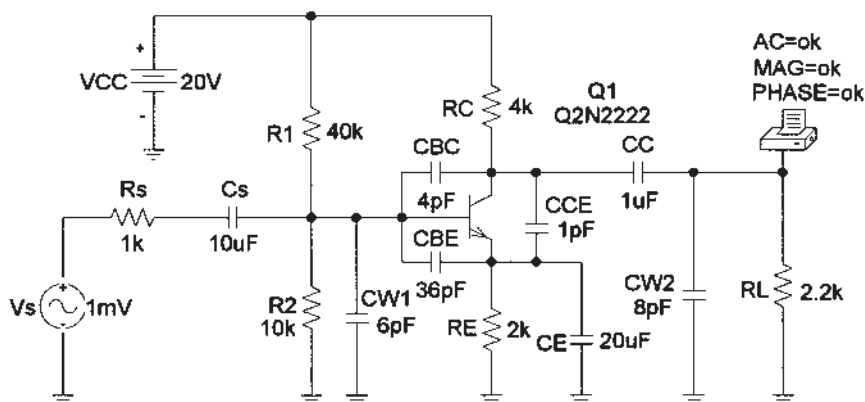 AC=ok
MAG=ok
PHASE=ok
+
VCC
20V
-
R1
40k
RC
4k
Q1
Q2N2222
CBC
4pF
CC
1uF
Rs
1k
Cs
10uF
CCE
1pF
CBE
36pF
+
Vs
1mV
-
R2
10k
CW1
6pF
RE
2k
CE
20uF
CW2
8pF
RL
2.2k